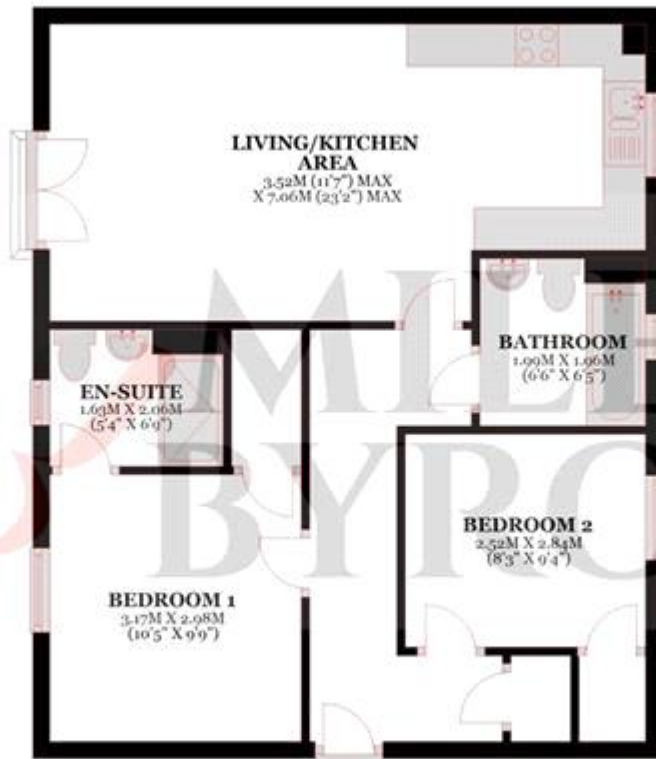 LIVING/KITCHEN
AREA
3.52M (11'7") MAX
X 7.06M (23'2") MAX
BATHROOM
1.99M X 1.96M
(6'6" X 6'5")
EN-SUITE
1.63M X 2.06M
(5'4" X 6'9")
BEDROOM 2
2.52M X 2.84M
(8'3" X 9'4")
BEDROOM 1
3.17M X 2.98M
(10'5" X 9'9")